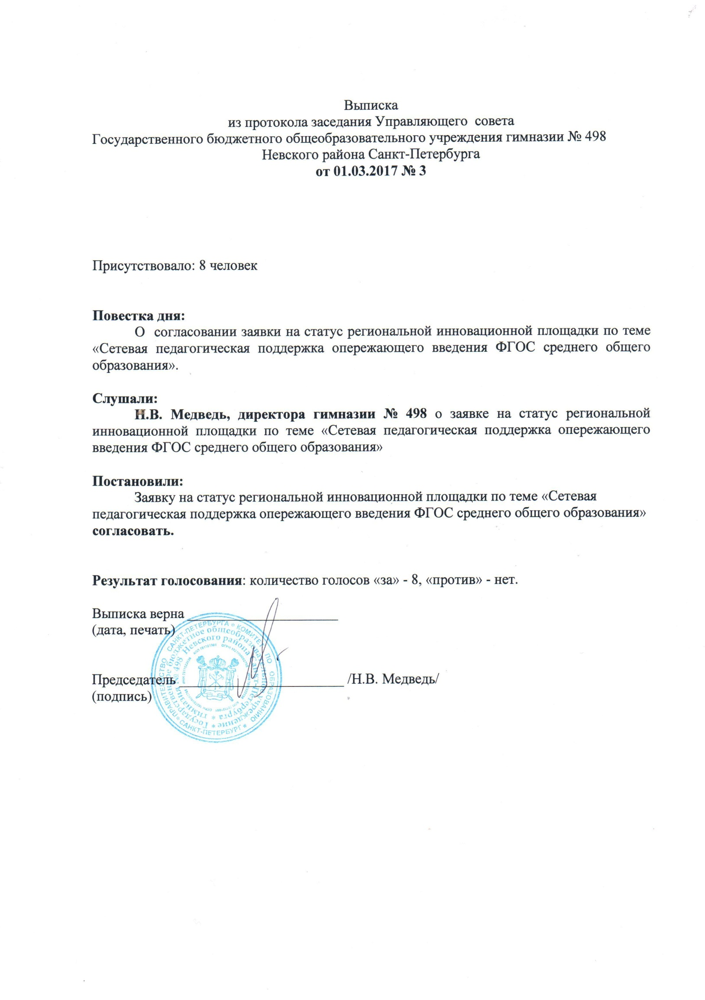 Выписка
из протокола заседания Управляющего совета
Государственного бюджетного общеобразовательного учреждения гимназии № 498
Невского района Санкт-Петербурга
от 01.03.2017 № 3
Присутствовало: 8 человек
Повестка дня:
О согласовании заявки на статус региональной инновационной площадки по теме
«Сетевая педагогическая поддержка опережающего введения ФГОС среднего общего
образования».
Слушали:
Н.В. Медведь, директора гимназии № 498 о заявке на статус региональной
инновационной площадки по теме «Сетевая педагогическая поддержка опережающего
введения ФГОС среднего общего образования»
Постановили:
Заявку на статус региональной инновационной площадки по теме «Сетевая
педагогическая поддержка опережающего введения ФГОС среднего общего образования»
согласовать.
Результат голосования: количество голосов «за» - 8, «против» - нет.
Выписка верна
(дата, печать)
Председатель /Н.В. Медведь/
(подпись)
ПРАВИТЕЛЬСТВО САНКТ-ПЕТЕРБУРГА * КОМИТЕТ ПО ОБРАЗОВАНИЮ * САНКТ-ПЕТЕРБУРГ *
Государственное бюджетное общеобразовательное учреждение *
гимназия № 498 Невского района Санкт-Петербурга *